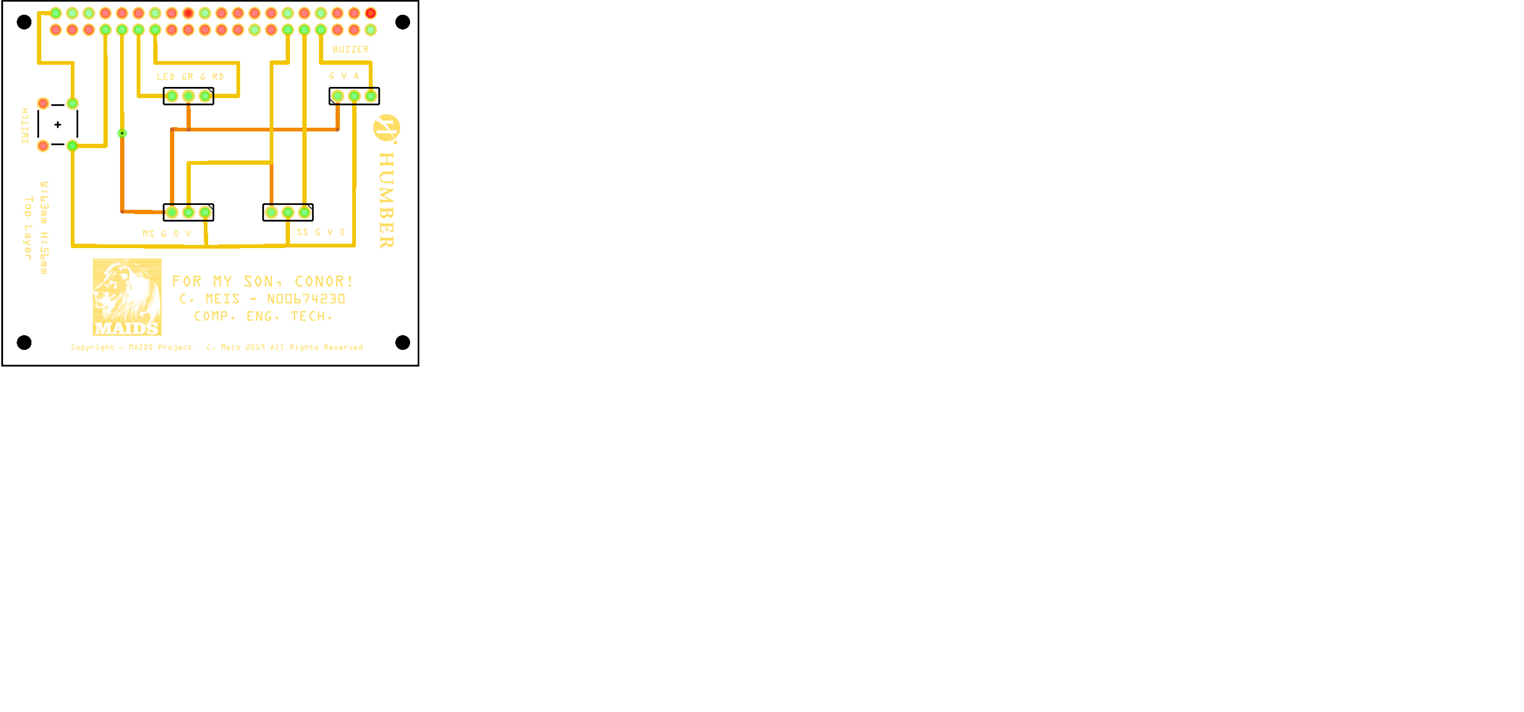 BUZZER
LED GR G RD
G V A
SWITCH
HUMBER
W:63mm H:56mm
Top Layer
MS G O V
SS G V O
FOR MY SON, CONOR!
C. MEIS - N00674230
COMP. ENG. TECH.
MAIDS
Copyright © MAIDS Project - C. Meis 2019 All Rights Reserved